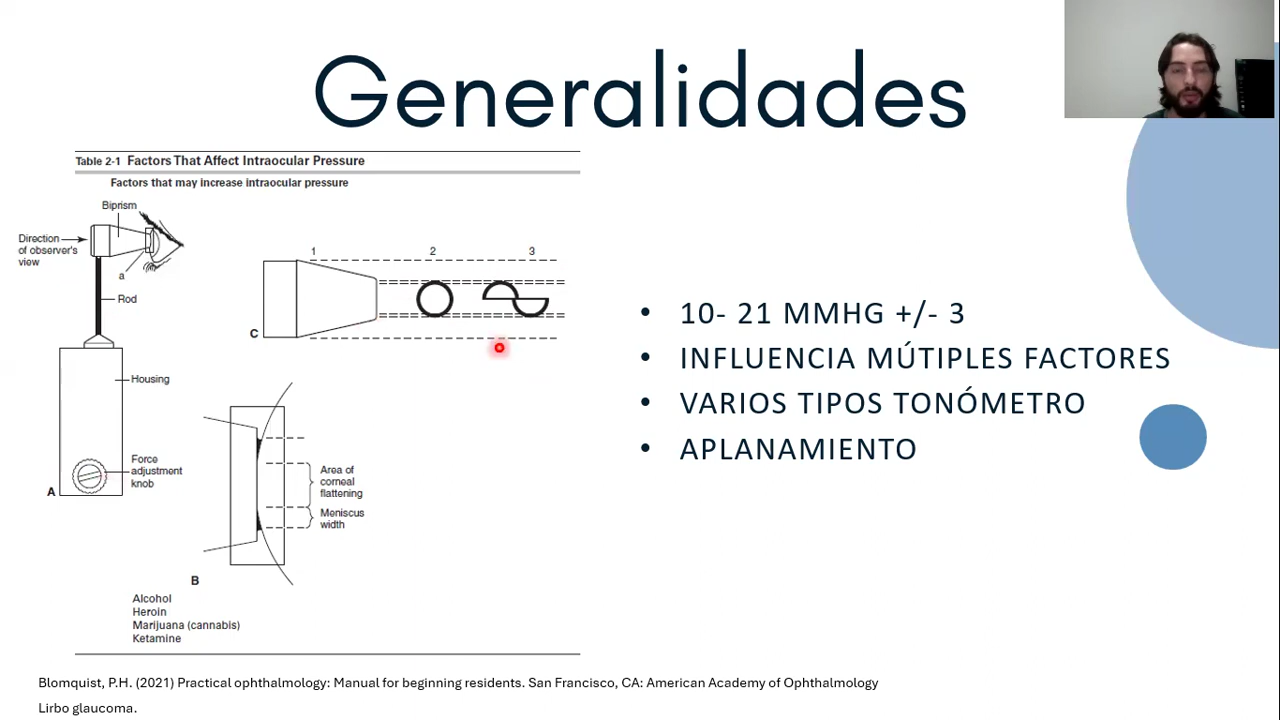 Generalidades
Table 2-1 Factors That Affect Intraocular Pressure
Factors that may increase intraocular pressure
Biprism
Direction
of observer's
view
a
Rod
Housing
Force
adjustment
knob
A
1 2 3
C
Area of
corneal
flattening
Meniscus
width
B
Alcohol
Heroin
Marijuana (cannabis)
Ketamine
• 10- 21 MMHG +/- 3
• INFLUENCIA MÚTIPLES FACTORES
• VARIOS TIPOS TONÓMETRO
• APLANAMIENTO
Blomquist, P.H. (2021) Practical ophthalmology: Manual for beginning residents. San Francisco, CA: American Academy of Ophthalmology
Lirbo glaucoma.